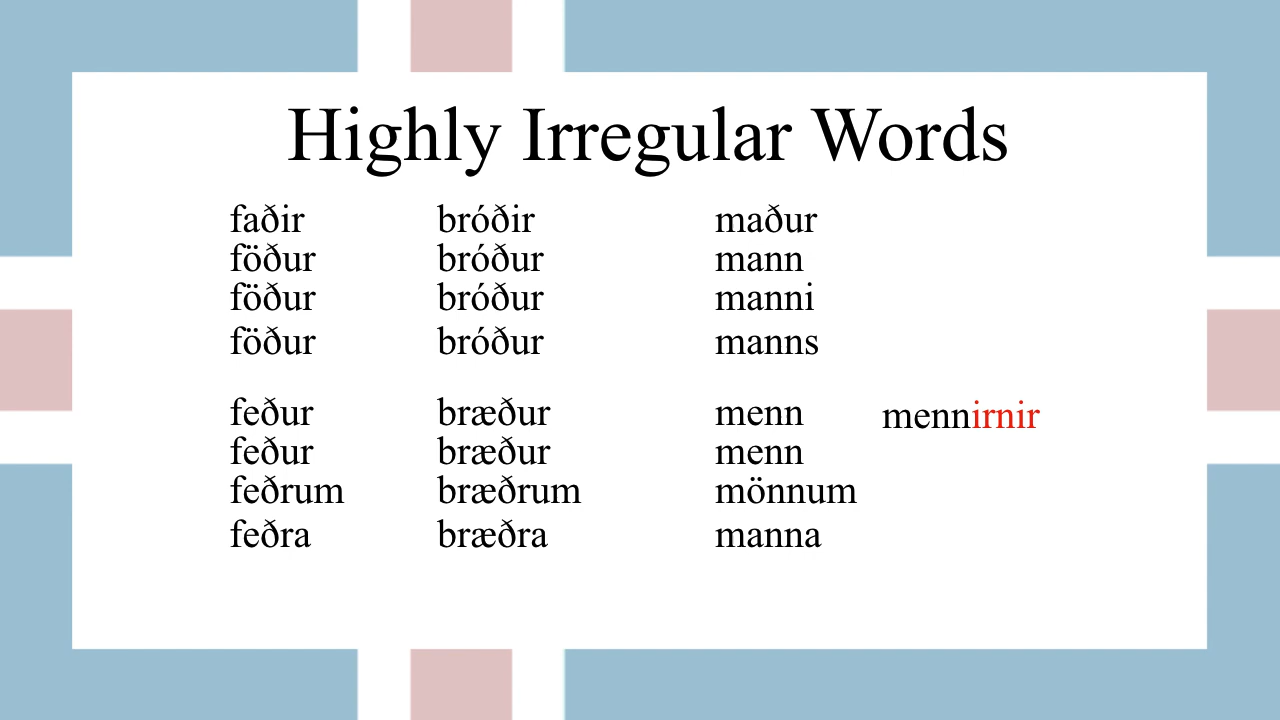 Highly Irregular Words
faðir bróðir maður
föður bróður mann
föður bróður manni
föður bróður manns
feður bræður menn mennirnir
feður bræður menn
feðrum bræðrum mönnum
feðra bræðra manna